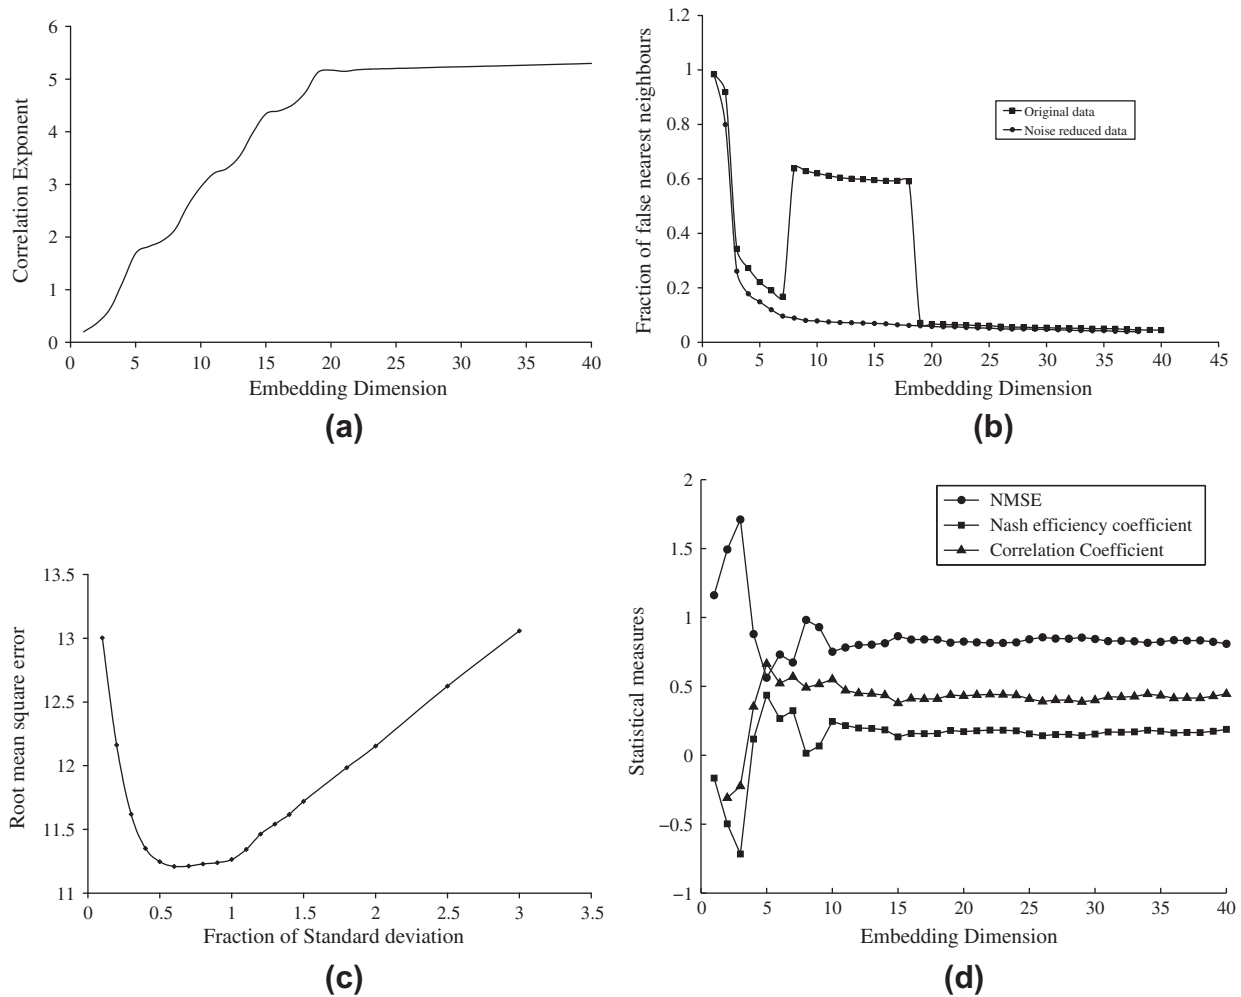 6
5
4
3
2
1
0
0 5 10 15 20 25 30 35 40
Correlation Exponent
Embedding Dimension
(a)
1.2
1
0.8
0.6
0.4
0.2
0
0 5 10 15 20 25 30 35 40 45
Fraction of false nearest neighbours
Original data
Noise reduced data
Embedding Dimension
(b)
13.5
13
12.5
12
11.5
11
0 0.5 1 1.5 2 2.5 3 3.5
Root mean square error
Fraction of Standard deviation
(c)
2
1.5
1
0.5
0
−0.5
−1
0 5 10 15 20 25 30 35 40
Statistical measures
NMSE
Nash efficiency coefficient
Correlation Coefficient
Embedding Dimension
(d)